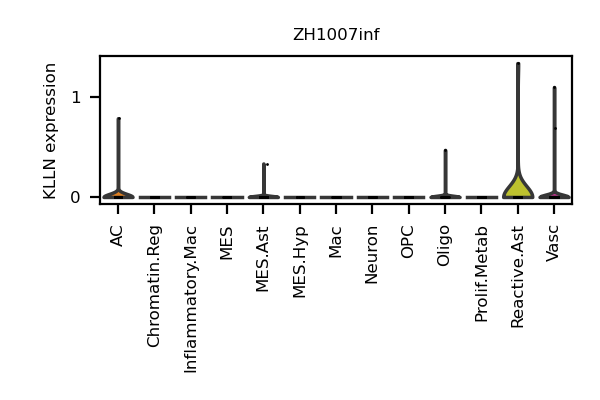 ZH1007inf
KLLN expression
1
0
AC
Chromatin.Reg
Inflammatory.Mac
MES
MES.Ast
MES.Hyp
Mac
Neuron
OPC
Oligo
Prolif.Metab
Reactive.Ast
Vasc